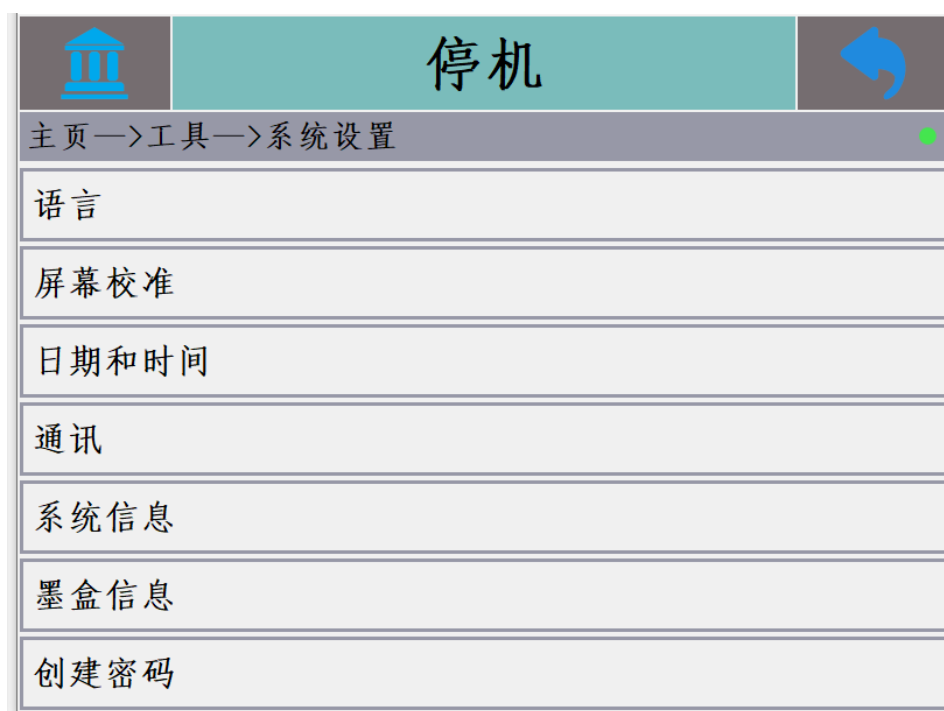 停机
主页—>工具—>系统设置
语言
屏幕校准
日期和时间
通讯
系统信息
墨盒信息
创建密码